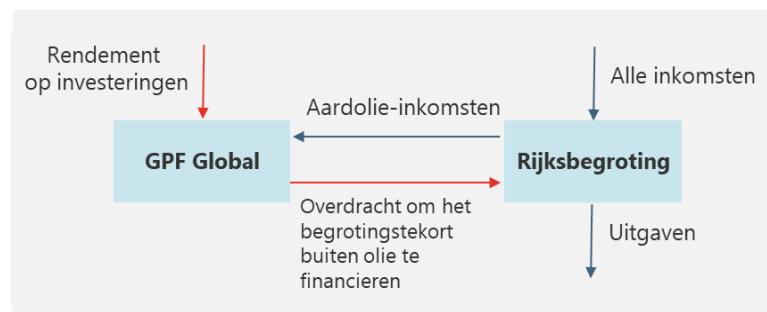 Rendement
op investeringen
Alle inkomsten
Aardolie-inkomsten
GPF Global
Rijksbegroting
Overdracht om het
begrotingstekort
buiten olie te
financieren
Uitgaven